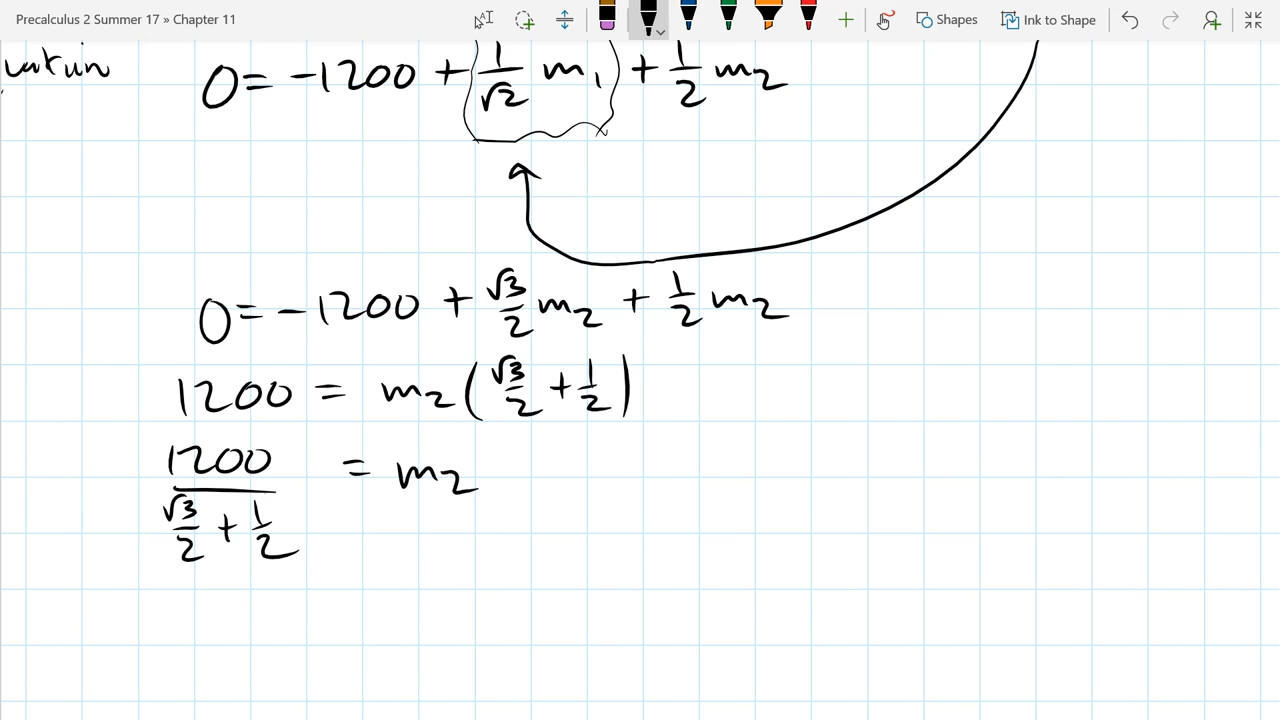 Precalculus 2 Summer 17 » Chapter 11
Shapes
Ink to Shape
0 = -1200 + 1/√2 m₁ + 1/2 m₂
0 = -1200 + √3/2 m₂ + 1/2 m₂
1200 = m₂ (√3/2 + 1/2)
1200/(√3/2 + 1/2) = m₂